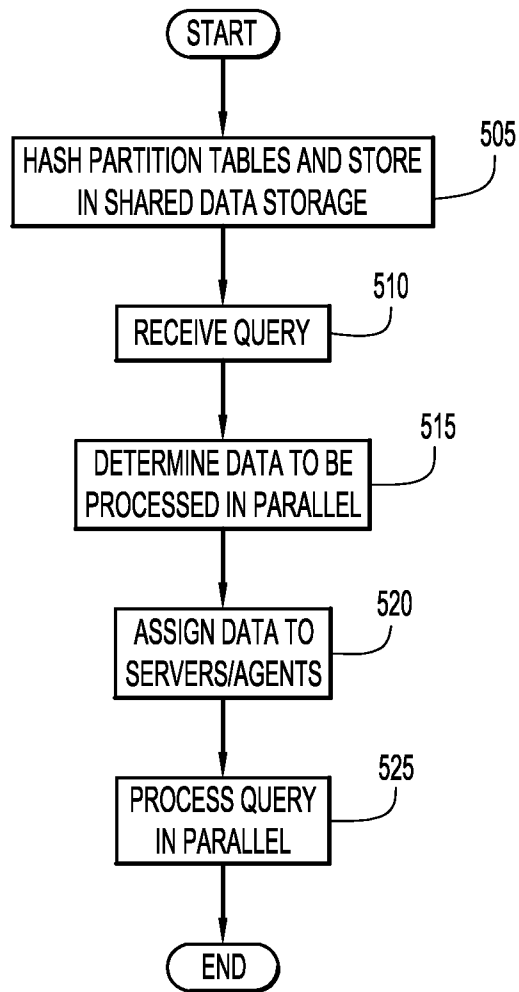 START
HASH PARTITION TABLES AND STORE
IN SHARED DATA STORAGE
505
RECEIVE QUERY
510
DETERMINE DATA TO BE
PROCESSED IN PARALLEL
515
ASSIGN DATA TO
SERVERS/AGENTS
520
PROCESS QUERY
IN PARALLEL
525
END